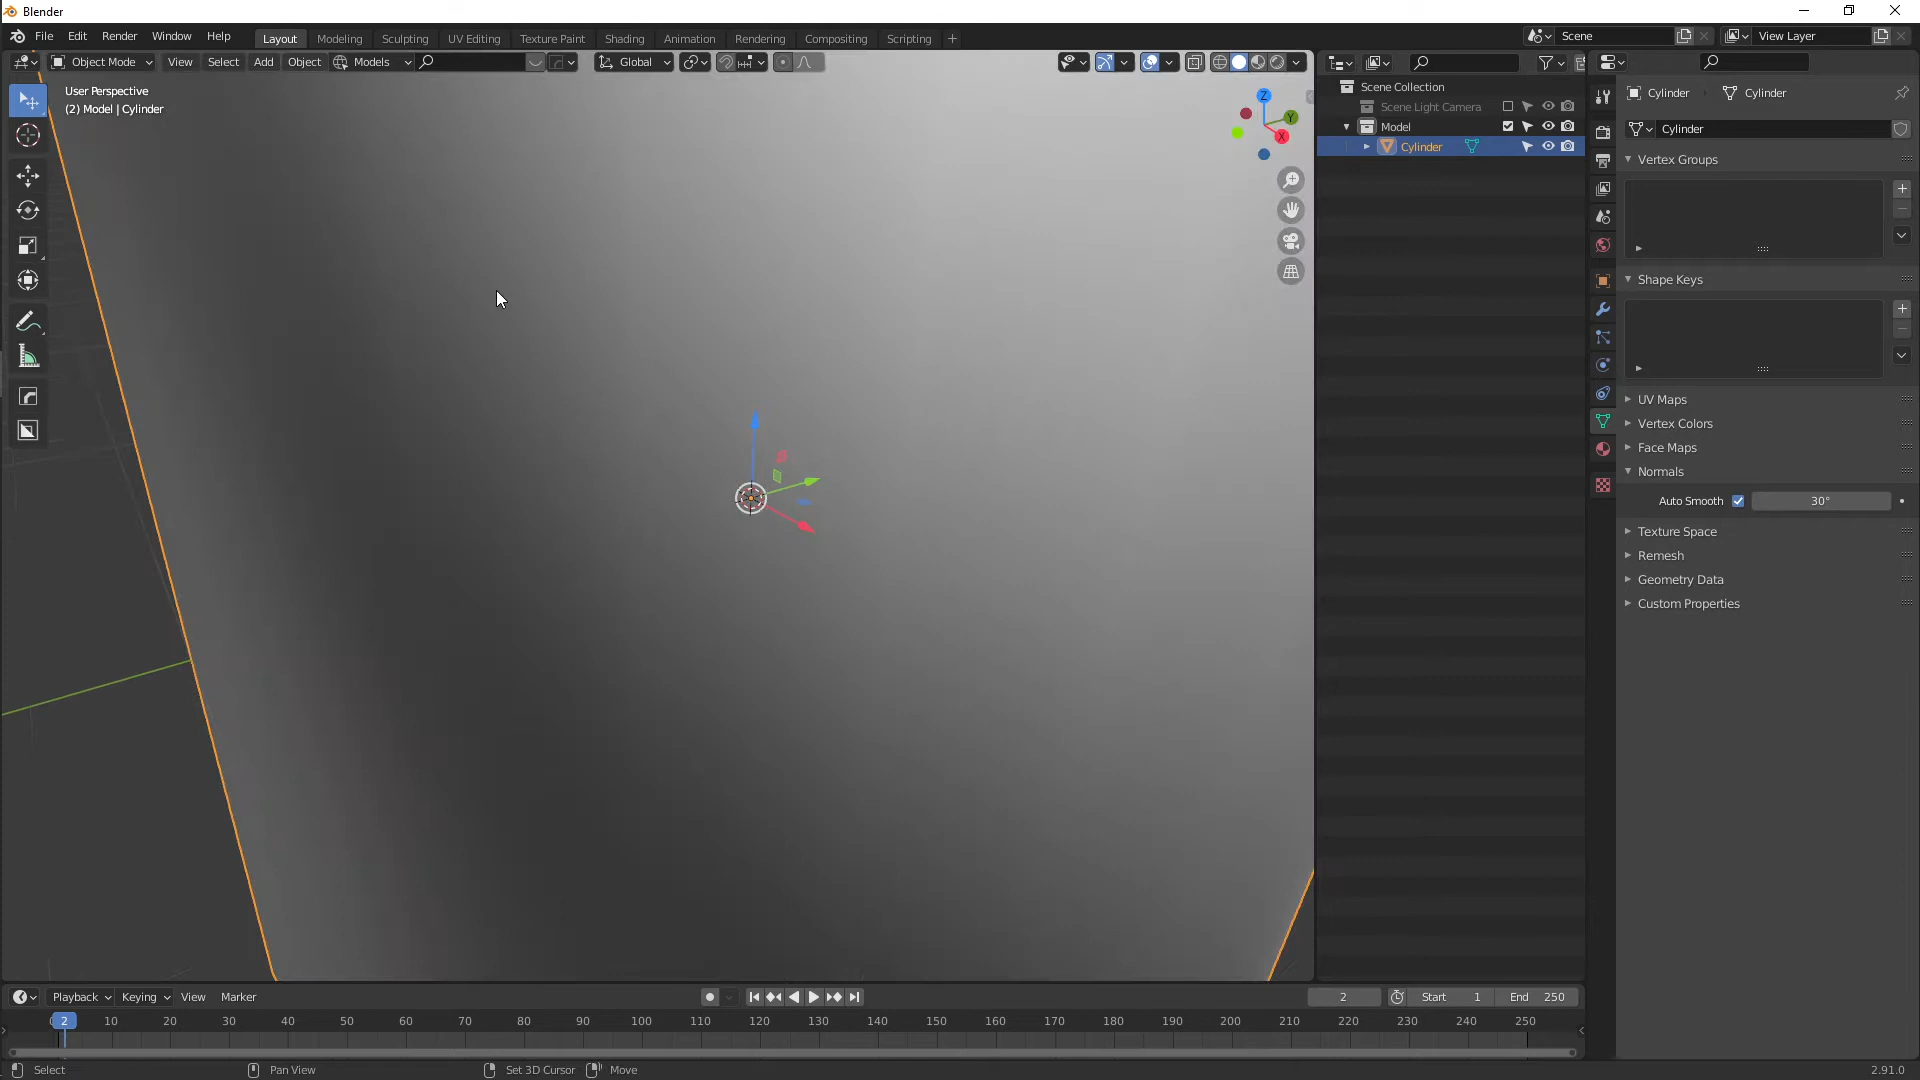 Blender
File Edit Render Window Help
Layout Modeling Sculpting UV Editing Texture Paint Shading Animation Rendering Compositing Scripting +
Scene
View Layer
Object Mode View Select Add Object Models Global
User Perspective
(2) Model | Cylinder
Z
Y
X
Scene Collection
Scene Light Camera
Model
Cylinder
Cylinder Cylinder
Cylinder
Vertex Groups
Shape Keys
UV Maps
Vertex Colors
Face Maps
Normals
Auto Smooth 30°
Texture Space
Remesh
Geometry Data
Custom Properties
Playback Keying View Marker
2 Start 1 End 250
2 10 20 30 40 50 60 70 80 90 100 110 120 130 140 150 160 170 180 190 200 210 220 230 240 250
Select Pan View Set 3D Cursor Move
2.91.0